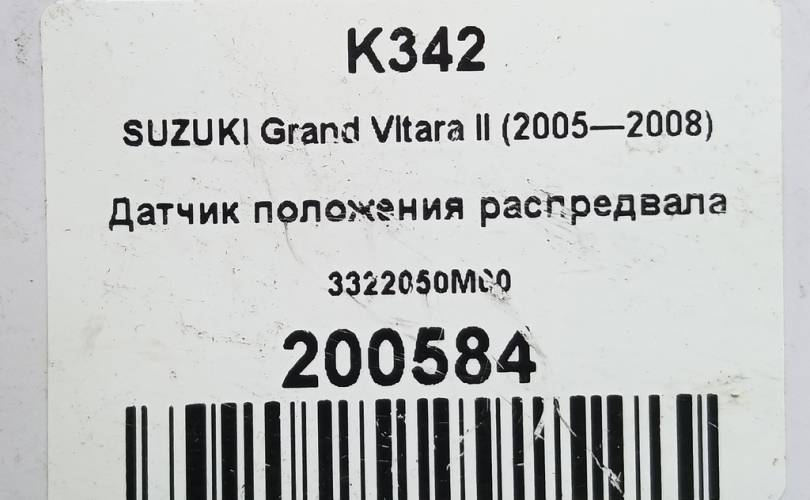 K342
SUZUKI Grand Vitara II (2005—2008)
Датчик положения распредвала
3322050M00
200584